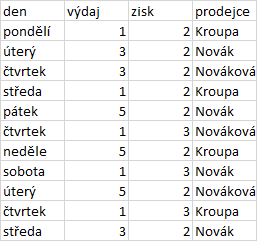 den výdaj zisk prodejce
pondělí 1 2 Kroupa
úterý 3 2 Novák
čtvrtek 3 2 Nováková
středa 1 2 Kroupa
pátek 5 2 Novák
čtvrtek 1 3 Nováková
neděle 5 2 Kroupa
sobota 1 3 Novák
úterý 5 2 Nováková
čtvrtek 1 3 Kroupa
středa 3 2 Novák